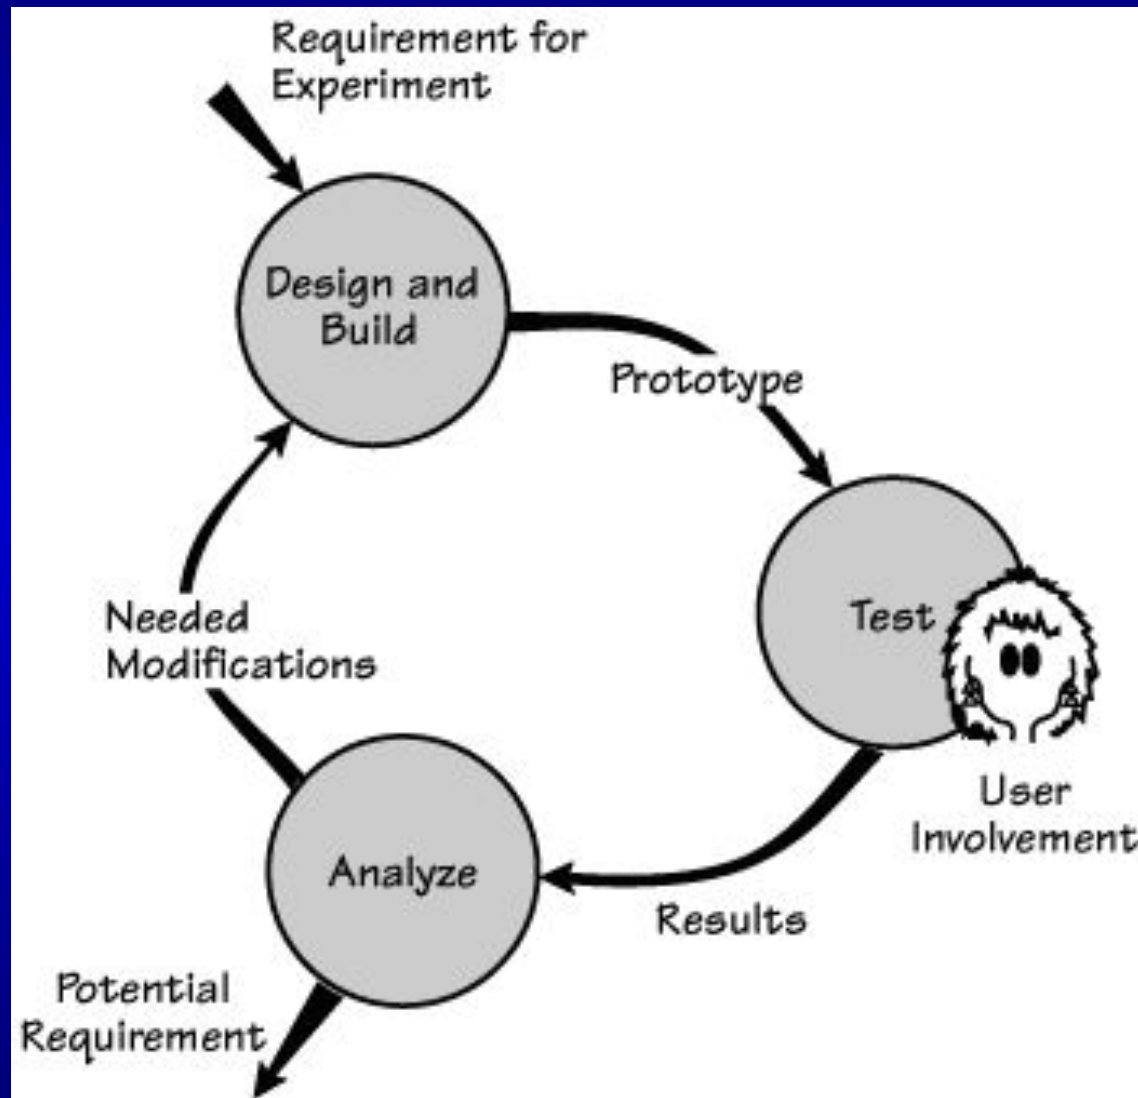 Requirement for
Experiment
Design and
Build
Prototype
Test
User
Involvement
Results
Analyze
Needed
Modifications
Potential
Requirement